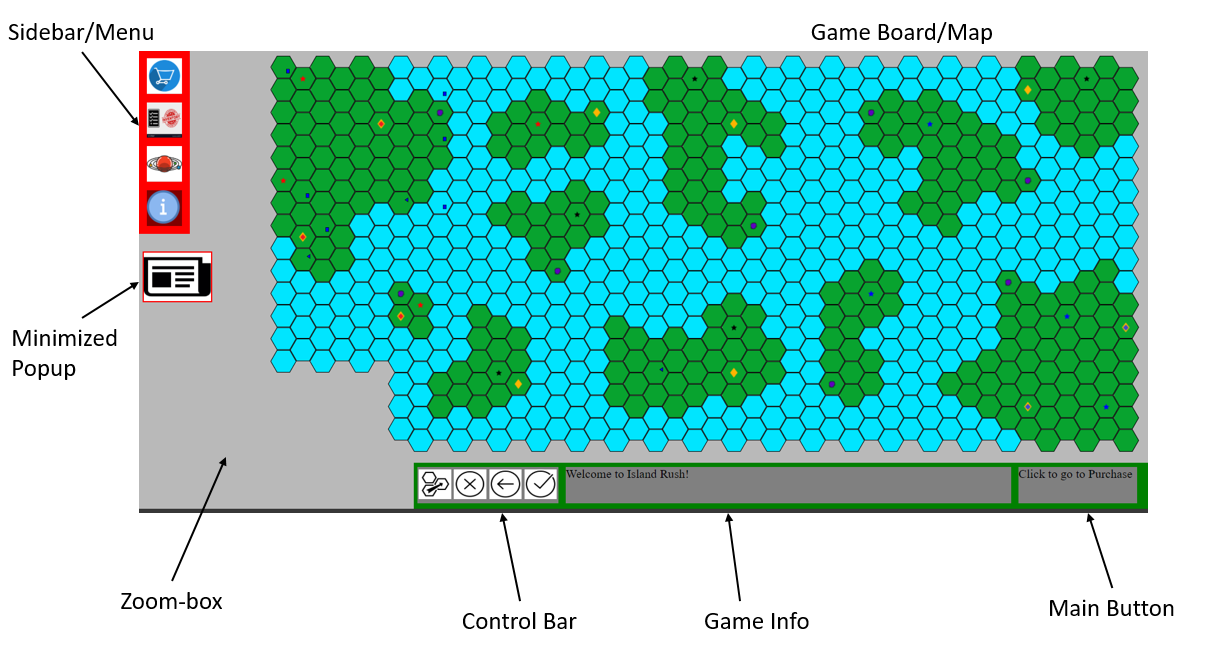 Sidebar/Menu
Game Board/Map
Minimized
Popup
Welcome to Island Rush!
Click to go to Purchase
Zoom-box
Control Bar
Game Info
Main Button